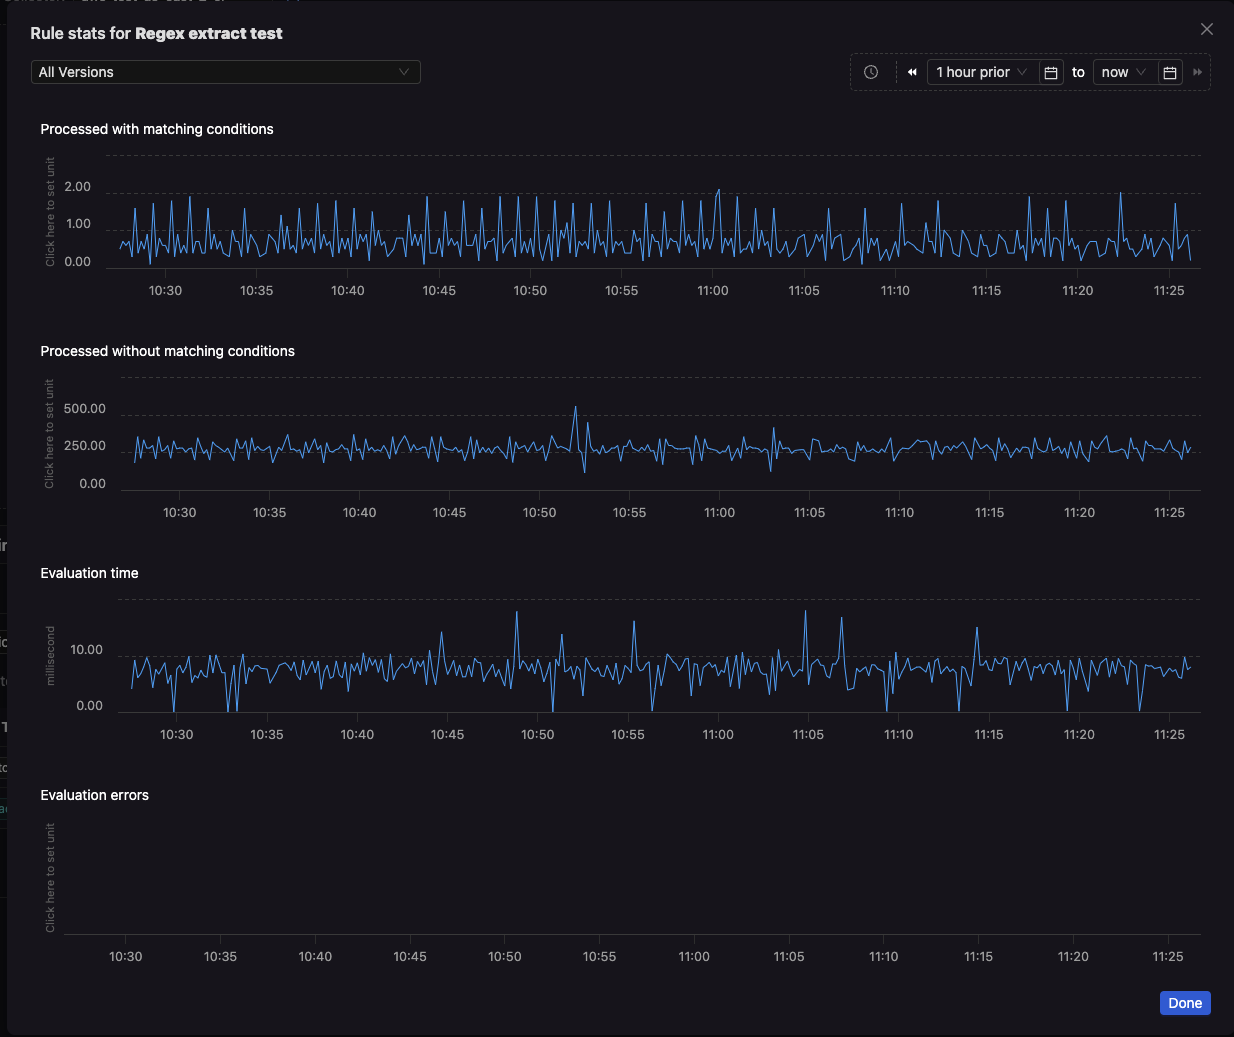 Rule stats for Regex extract test
All Versions
1 hour prior to now
Processed with matching conditions
Click here to set unit
2.00
1.00
0.00
10:30 10:35 10:40 10:45 10:50 10:55 11:00 11:05 11:10 11:15 11:20 11:25
Processed without matching conditions
Click here to set unit
500.00
250.00
0.00
10:30 10:35 10:40 10:45 10:50 10:55 11:00 11:05 11:10 11:15 11:20 11:25
Evaluation time
millisecond
10.00
0.00
10:30 10:35 10:40 10:45 10:50 10:55 11:00 11:05 11:10 11:15 11:20 11:25
Evaluation errors
Click here to set unit
10:30 10:35 10:40 10:45 10:50 10:55 11:00 11:05 11:10 11:15 11:20 11:25
Done